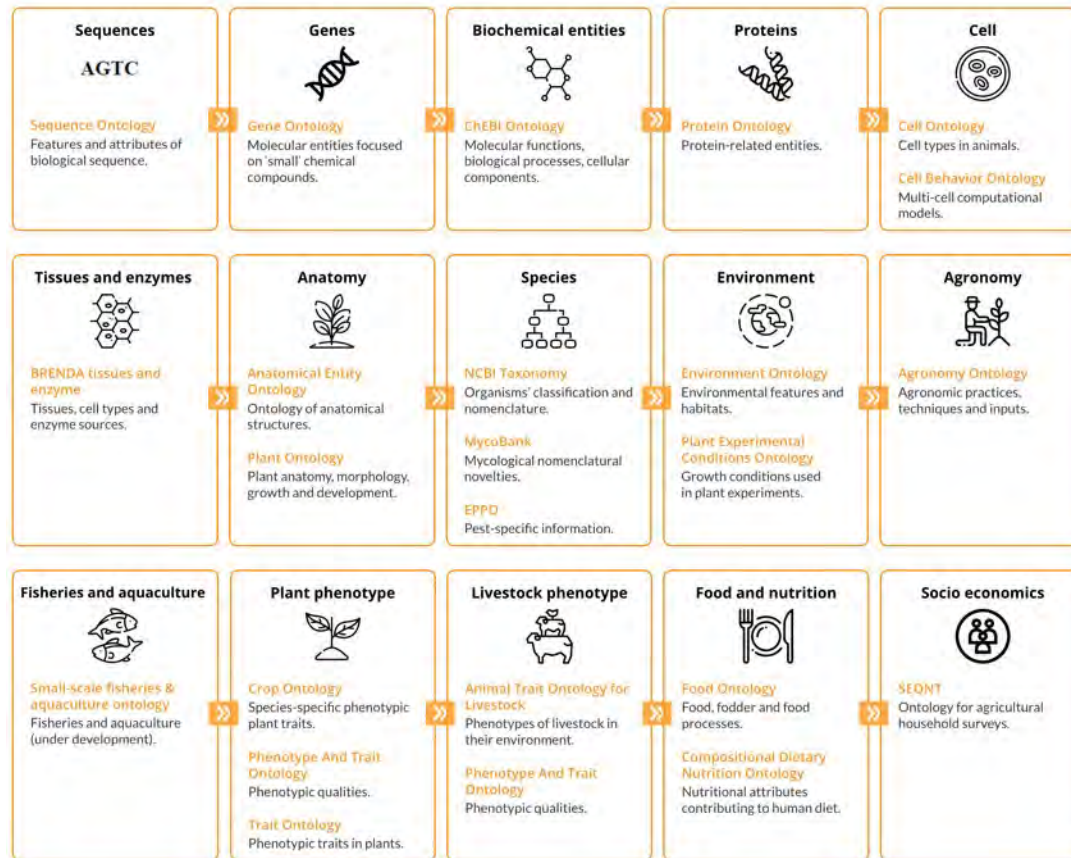 Sequences
AGTC
Sequence Ontology
Features and attributes of
biological sequence.
Genes
Gene Ontology
Molecular entities focused
on 'small' chemical
compounds.
Biochemical entities
ChEBI Ontology
Molecular functions,
biological processes, cellular
components.
Proteins
Protein Ontology
Protein-related entities.
Cell
Cell Ontology
Cell types in animals.
Cell Behavior Ontology
Multi-cell computational
models.
Tissues and enzymes
BRENDA tissues and
enzyme
Tissues, cell types and
enzyme sources.
Anatomy
Anatomical Entity
Ontology
Ontology of anatomical
structures.
Plant Ontology
Plant anatomy, morphology,
growth and development.
Species
NCBI Taxonomy
Organisms' classification and
nomenclature.
MycoBank
Mycological nomenclatural
novelties.
EPPO
Pest-specific information.
Environment
Environment Ontology
Environmental features and
habitats.
Plant Experimental
Conditions Ontology
Growth conditions used
in plant experiments.
Agronomy
Agronomy Ontology
Agronomic practices,
techniques and inputs.
Fisheries and aquaculture
Small-scale fisheries &
aquaculture ontology
Fisheries and aquaculture
(under development).
Plant phenotype
Crop Ontology
Species-specific phenotypic
plant traits.
Phenotype And Trait
Ontology
Phenotypic qualities.
Trait Ontology
Phenotypic traits in plants.
Livestock phenotype
Animal Trait Ontology for
Livestock
Phenotypes of livestock in
their environment.
Phenotype And Trait
Ontology
Phenotypic qualities.
Food and nutrition
Food Ontology
Food, fodder and food
processes.
Compositional Dietary
Nutrition Ontology
Nutritional attributes
contributing to human diet.
Socio economics
SEONT
Ontology for agricultural
household surveys.